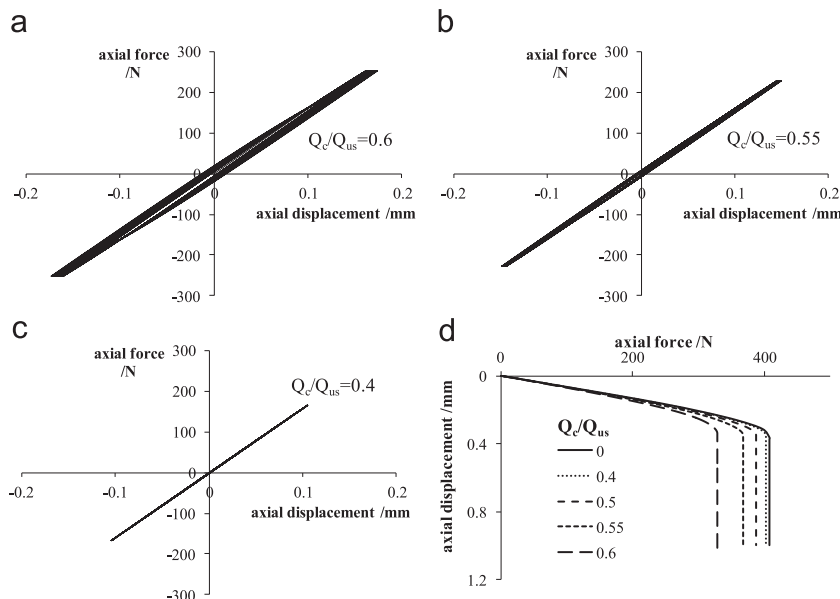 a
axial force
/N
300
200
100
0
-100
-200
-300
-0.2
-0.1
0
0.1
0.2
axial displacement /mm
Qc/Qus=0.6
b
axial force
/N
300
200
100
0
-100
-200
-300
-0.2
-0.1
0
0.1
0.2
axial displacement /mm
Qc/Qus=0.55
c
axial force
/N
300
200
100
0
-100
-200
-300
-0.2
-0.1
0
0.1
0.2
axial displacement /mm
Qc/Qus=0.4
d
axial force /N
0
200
400
0
0.4
0.8
1.2
axial displacement /mm
Qc/Qus
0
0.4
0.5
0.55
0.6